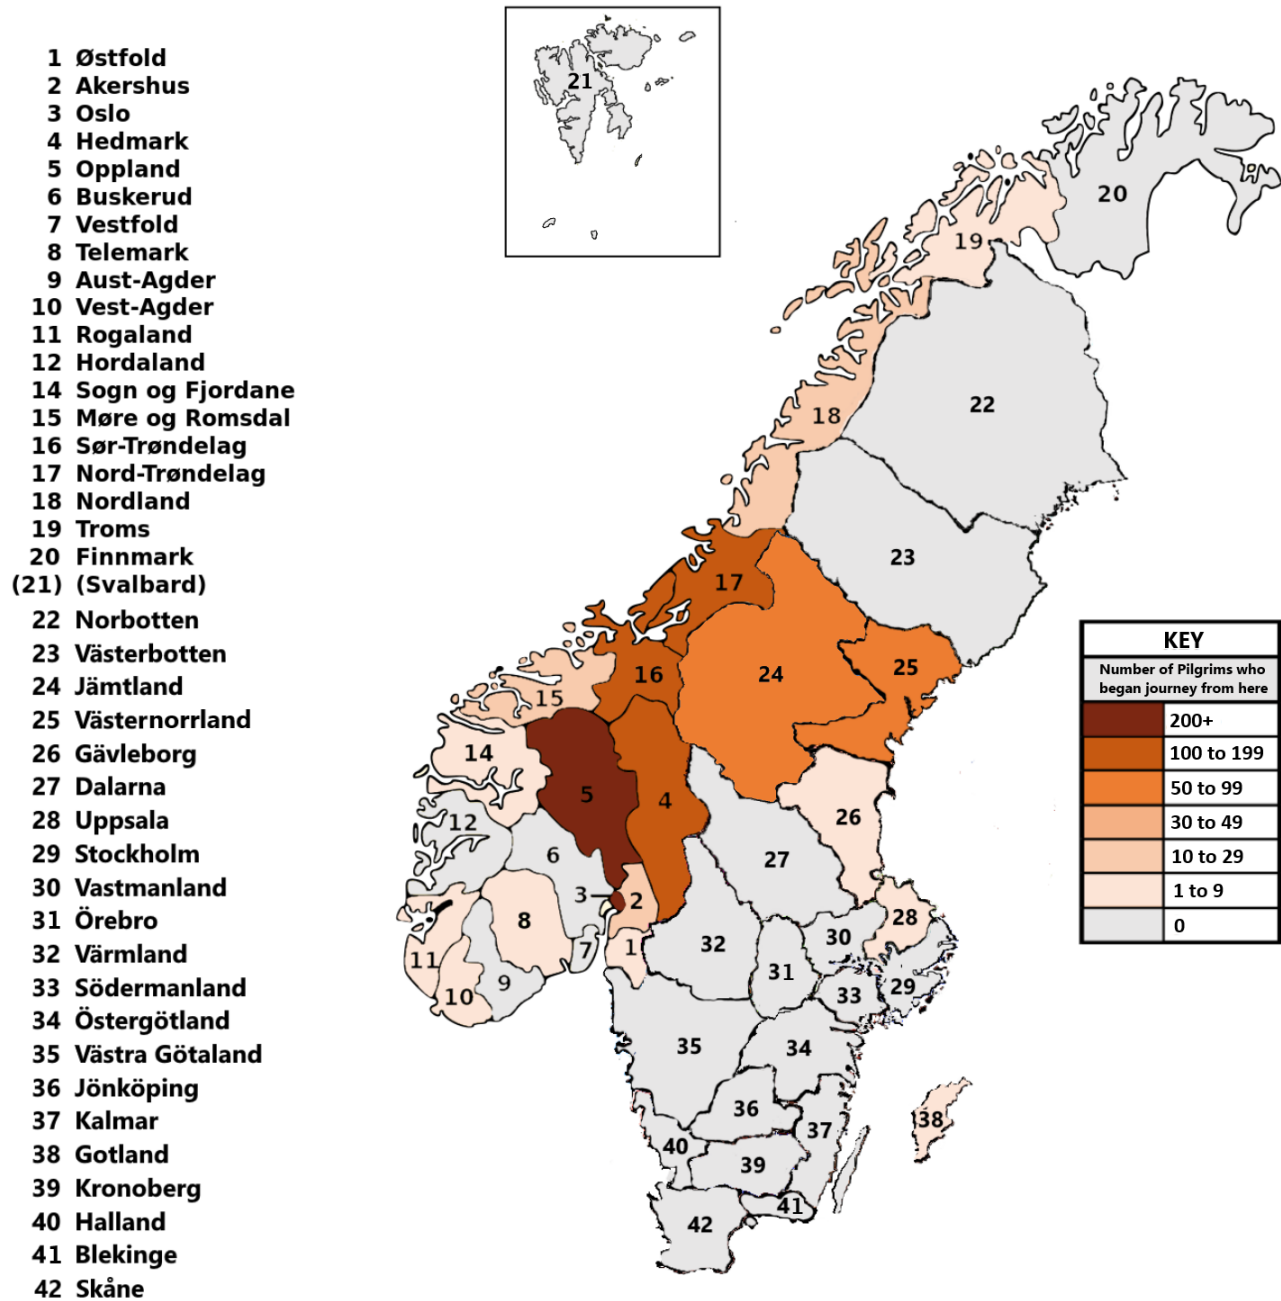 1 Østfold
2 Akershus
3 Oslo
4 Hedmark
5 Oppland
6 Buskerud
7 Vestfold
8 Telemark
9 Aust-Agder
10 Vest-Agder
11 Rogaland
12 Hordaland
14 Sogn og Fjordane
15 Møre og Romsdal
16 Sør-Trøndelag
17 Nord-Trøndelag
18 Nordland
19 Troms
20 Finnmark
(21) (Svalbard)
22 Norbotten
23 Västerbotten
24 Jämtland
25 Västernorrland
26 Gävleborg
27 Dalarna
28 Uppsala
29 Stockholm
30 Vastmanland
31 Örebro
32 Värmland
33 Södermanland
34 Östergötland
35 Västra Götaland
36 Jönköping
37 Kalmar
38 Gotland
39 Kronoberg
40 Halland
41 Blekinge
42 Skåne
21
20
19
22
18
23
17
24
25
16
15
14
5
4
26
12
6
27
3
2
8
28
1
7
32
30
11
31
29
10
9
33
35
34
36
38
37
40
39
41
42
KEY
Number of Pilgrims who
began journey from here
200+
100 to 199
50 to 99
30 to 49
10 to 29
1 to 9
0